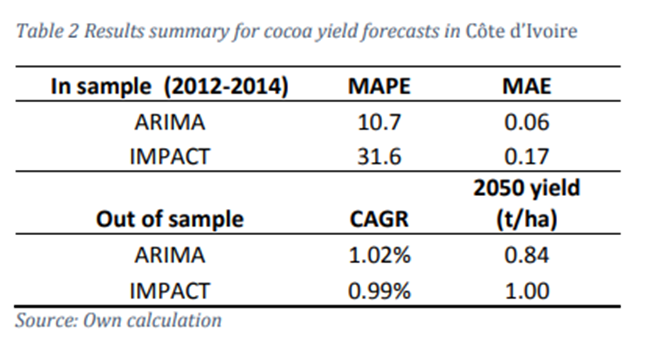 Table 2 Results summary for cocoa yield forecasts in Côte d'Ivoire
In sample (2012-2014) MAPE MAE
ARIMA 10.7 0.06
IMPACT 31.6 0.17
Out of sample CAGR 2050 yield
(t/ha)
ARIMA 1.02% 0.84
IMPACT 0.99% 1.00
Source: Own calculation